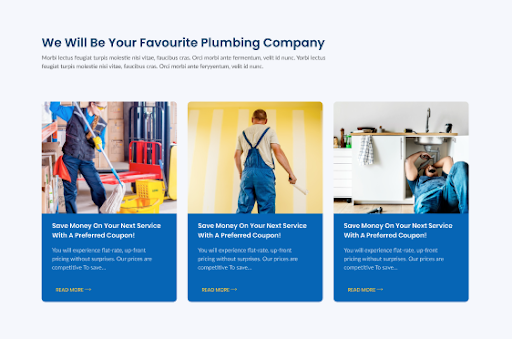 We Will Be Your Favourite Plumbing Company
Morbi lectus feugiat turpis molestie nisi vitae, faucibus cras. Orci morbi ante fermentum, velit id nunc. Yorbi lectus
feugiat turpis molestie nisi vitae, faucibus cras. Orci morbi ante feryventum, velit id nunc.
Save Money On Your Next Service
With A Preferred Coupon!
You will experience flat-rate, up-front
pricing without surprises. Our prices are
competitive To save...
READ MORE →
Save Money On Your Next Service
With A Preferred Coupon!
You will experience flat-rate, up-front
pricing without surprises. Our prices are
competitive To save...
READ MORE →
Save Money On Your Next Service
With A Preferred Coupon!
You will experience flat-rate, up-front
pricing without surprises. Our prices are
competitive To save...
READ MORE →